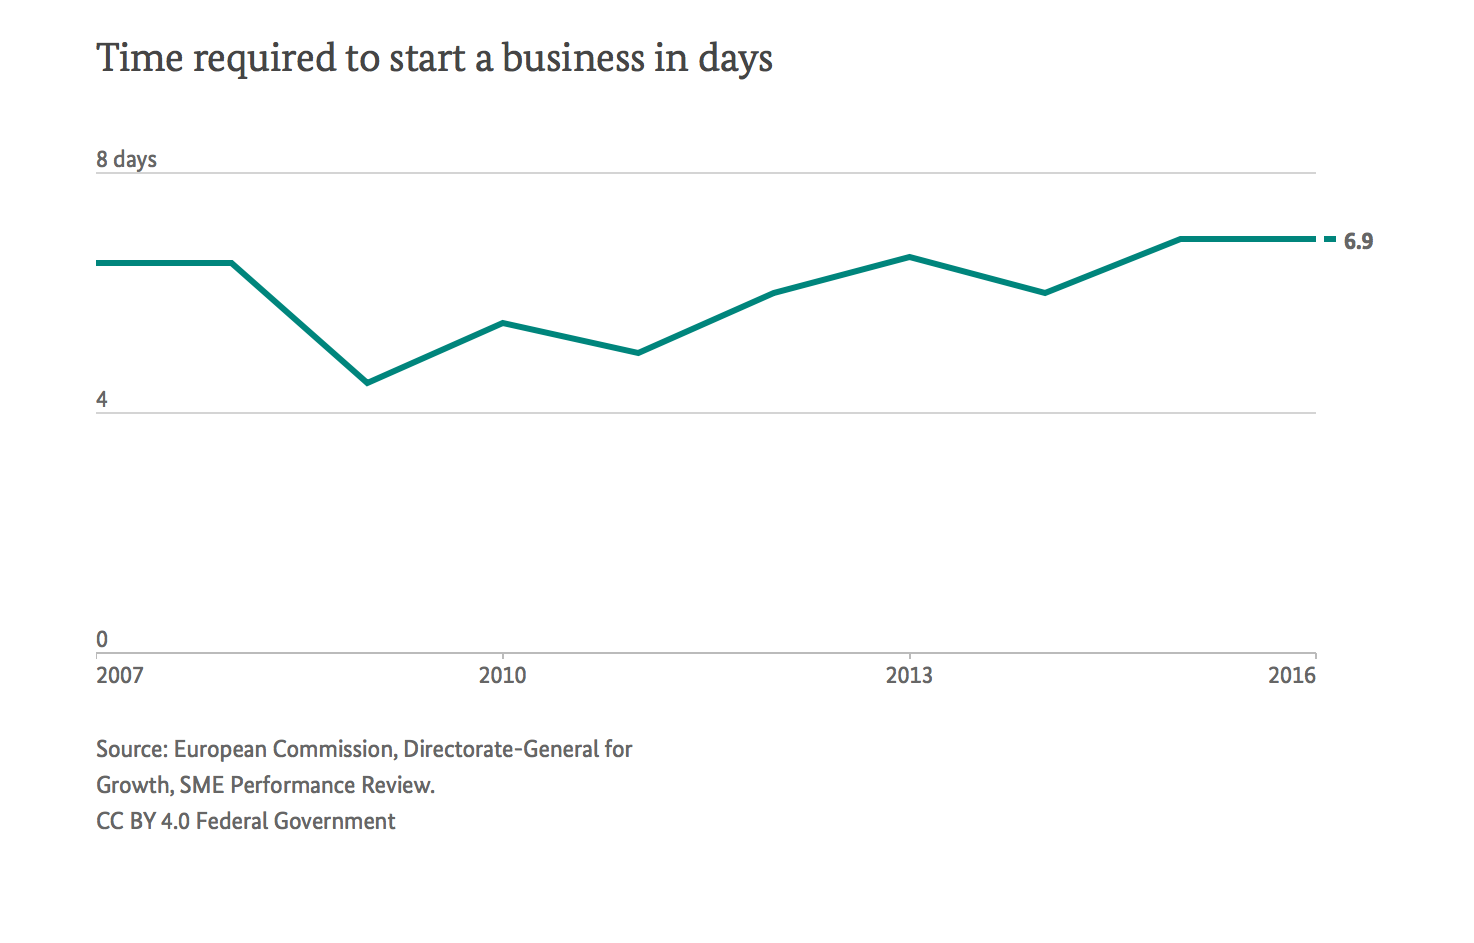 Time required to start a business in days
8 days
6.9
4
0
2007 2010 2013 2016
Source: European Commission, Directorate-General for
Growth, SME Performance Review.
CC BY 4.0 Federal Government